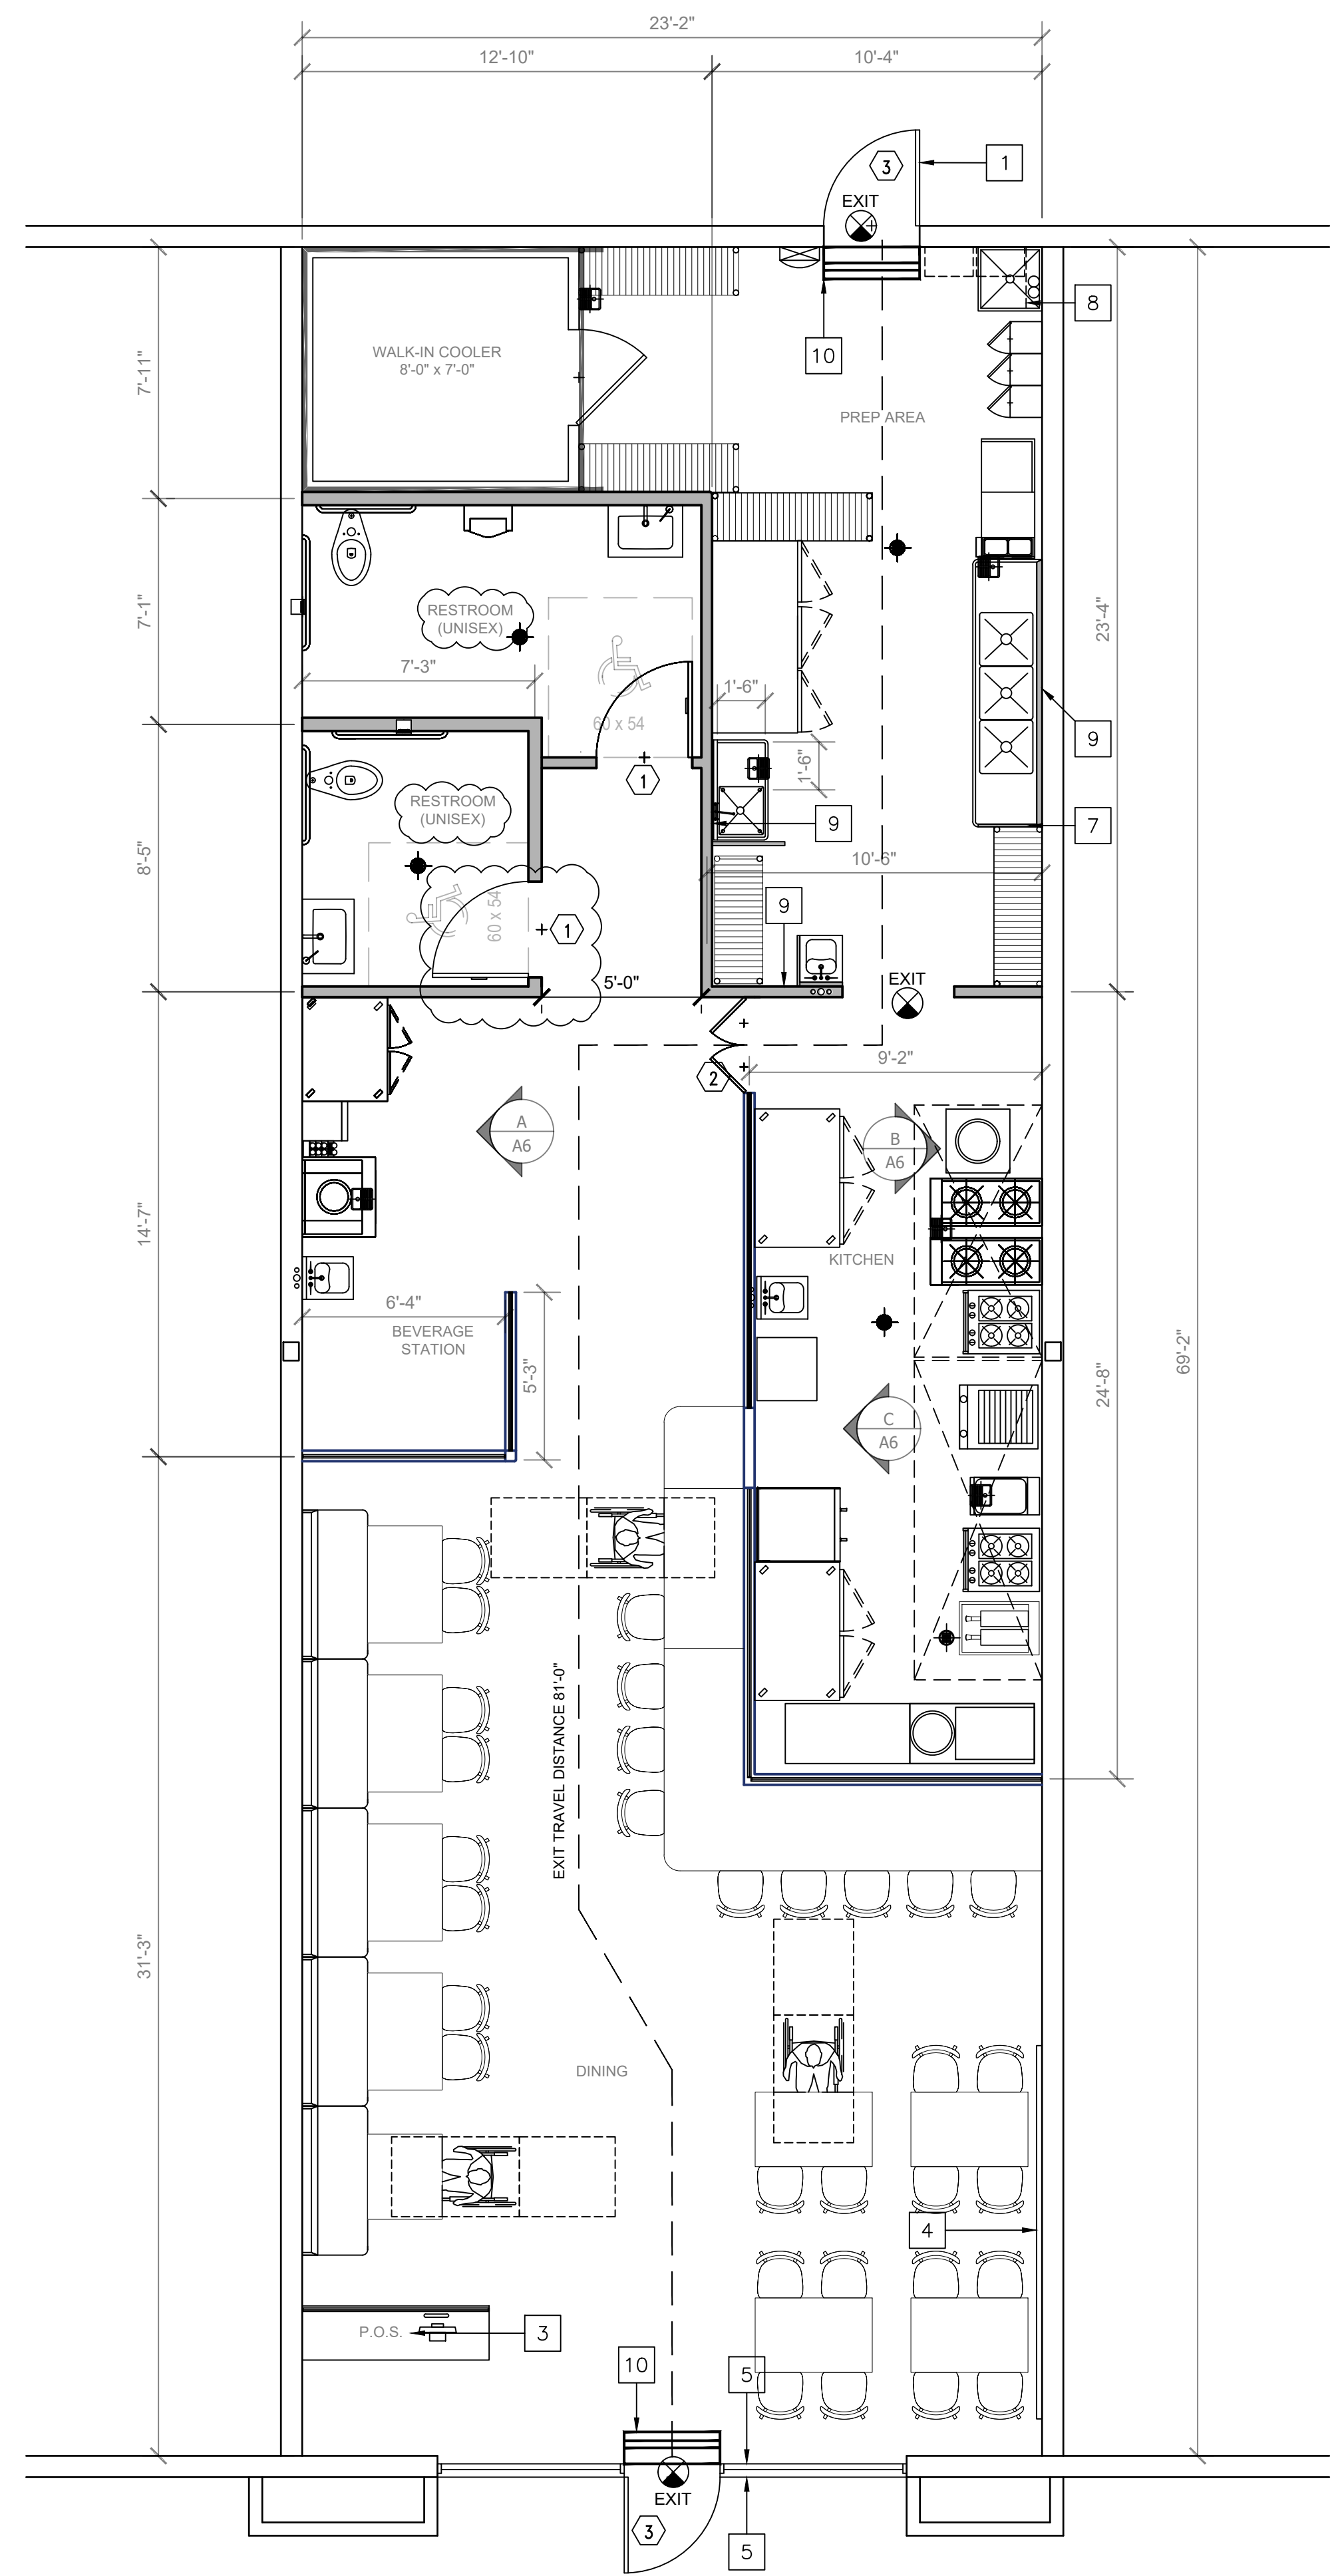 23'-2"
12'-10"
10'-4"
3
1
EXIT
8
10
WALK-IN COOLER
8'-0" x 7'-0"
7'-11"
PREP AREA
RESTROOM
(UNISEX)
7'-1"
23'-4"
7'-3"
1'-6"
60 x 54
1'-6"
1
9
RESTROOM
(UNISEX)
9
7
8'-5"
10'-6"
9
60 x 54
1
5'-0"
EXIT
9'-2"
2
A
A6
B
A6
14'-7"
KITCHEN
6'-4"
BEVERAGE
STATION
5'-3"
69'-2"
24'-8"
C
A6
EXIT TRAVEL DISTANCE 81'-0"
31'-3"
DINING
4
P.O.S.
3
10
5
EXIT
3
5